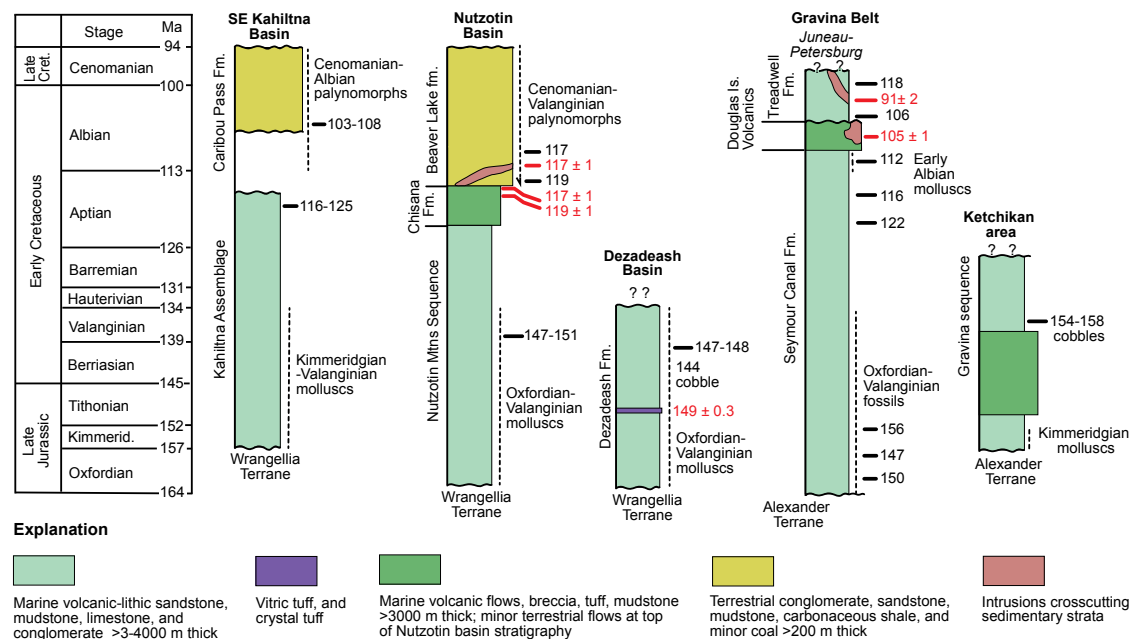 Stage
Ma
Late Cret.
Early Cretaceous
Late Jurassic
Cenomanian
Albian
Aptian
Barremian
Hauterivian
Valanginian
Berriasian
Tithonian
Kimmerid.
Oxfordian
94
100
113
126
131
134
139
145
152
157
164
SE Kahiltna
Basin
Caribou Pass Fm.
Kahiltna Assemblage
Cenomanian-
Albian
palynomorphs
103-108
116-125
Kimmeridgian
-Valanginian
molluscs
Wrangellia
Terrane
Nutzotin
Basin
Beaver Lake fm.
Chisana
Fm.
Nutzotin Mtns Sequence
Cenomanian-
Valanginian
palynomorphs
117
117 ± 1
119
117 ± 1
119 ± 1
147-151
Oxfordian-
Valanginian
molluscs
Wrangellia
Terrane
Dezadeash
Basin
? ?
Dezadeash Fm.
147-148
144
cobble
149 ± 0.3
Oxfordian-
Valanginian
molluscs
Wrangellia
Terrane
Gravina Belt
Juneau-
Petersburg
? ?
Treadwell
Fm.
Douglas Is.
Volcanics
Seymour Canal Fm.
118
91± 2
106
105 ± 1
112
Early
Albian
molluscs
116
122
Oxfordian-
Valanginian
fossils
156
147
150
Alexander
Terrane
Ketchikan
area
? ?
Gravina sequence
154-158
cobbles
Kimmeridgian
molluscs
Alexander
Terrane
Explanation
Marine volcanic-lithic sandstone,
mudstone, limestone, and
conglomerate >3-4000 m thick
Vitric tuff, and
crystal tuff
Marine volcanic flows, breccia, tuff, mudstone
>3000 m thick; minor terrestrial flows at top
of Nutzotin basin stratigraphy
Terrestrial conglomerate, sandstone,
mudstone, carbonaceous shale, and
minor coal >200 m thick
Intrusions crosscutting
sedimentary strata